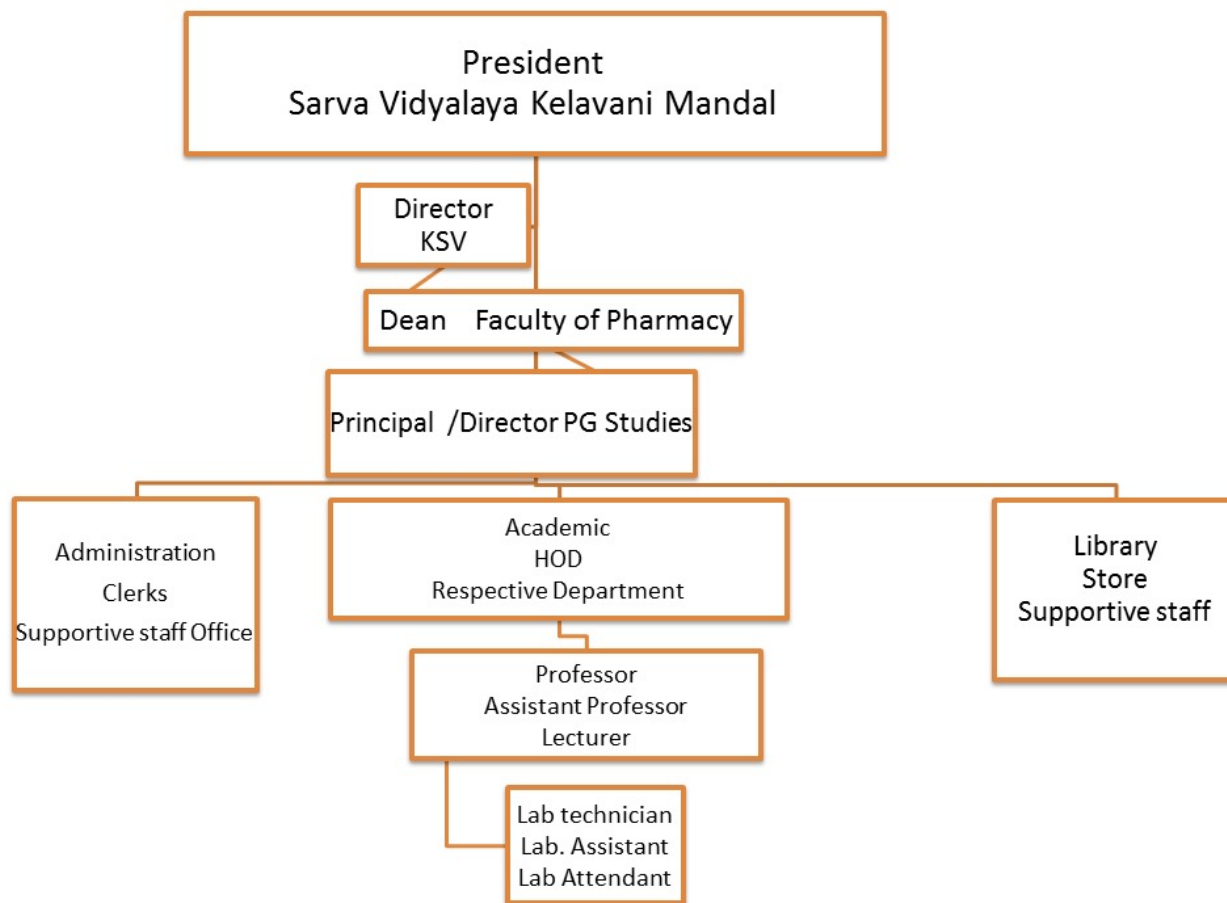 President
Sarva Vidyalaya Kelavani Mandal
Director
KSV
Dean Faculty of Pharmacy
Principal /Director PG Studies
Administration
Clerks
Supportive staff Office
Academic
HOD
Respective Department
Library
Store
Supportive staff
Professor
Assistant Professor
Lecturer
Lab technician
Lab. Assistant
Lab Attendant